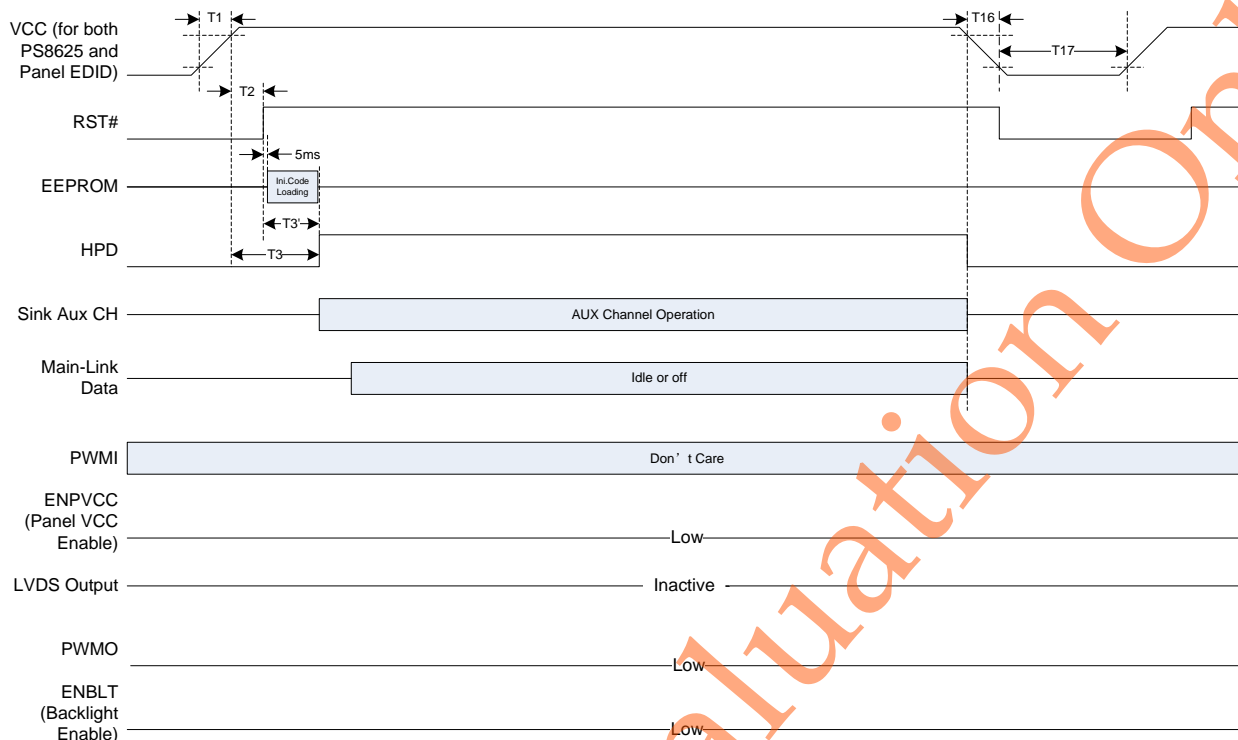 T1
T16
VCC (for both
PS8625 and
Panel EDID)
T17
T2
RST#
5ms
EEPROM
Ini.Code
Loading
T3'
HPD
T3
Sink Aux CH
AUX Channel Operation
Main-Link
Data
Idle or off
PWMI
Don’t Care
ENPVCC
(Panel VCC
Enable)
Low
LVDS Output
Inactive
PWMO
Low
ENBLT
(Backlight
Enable)
Low